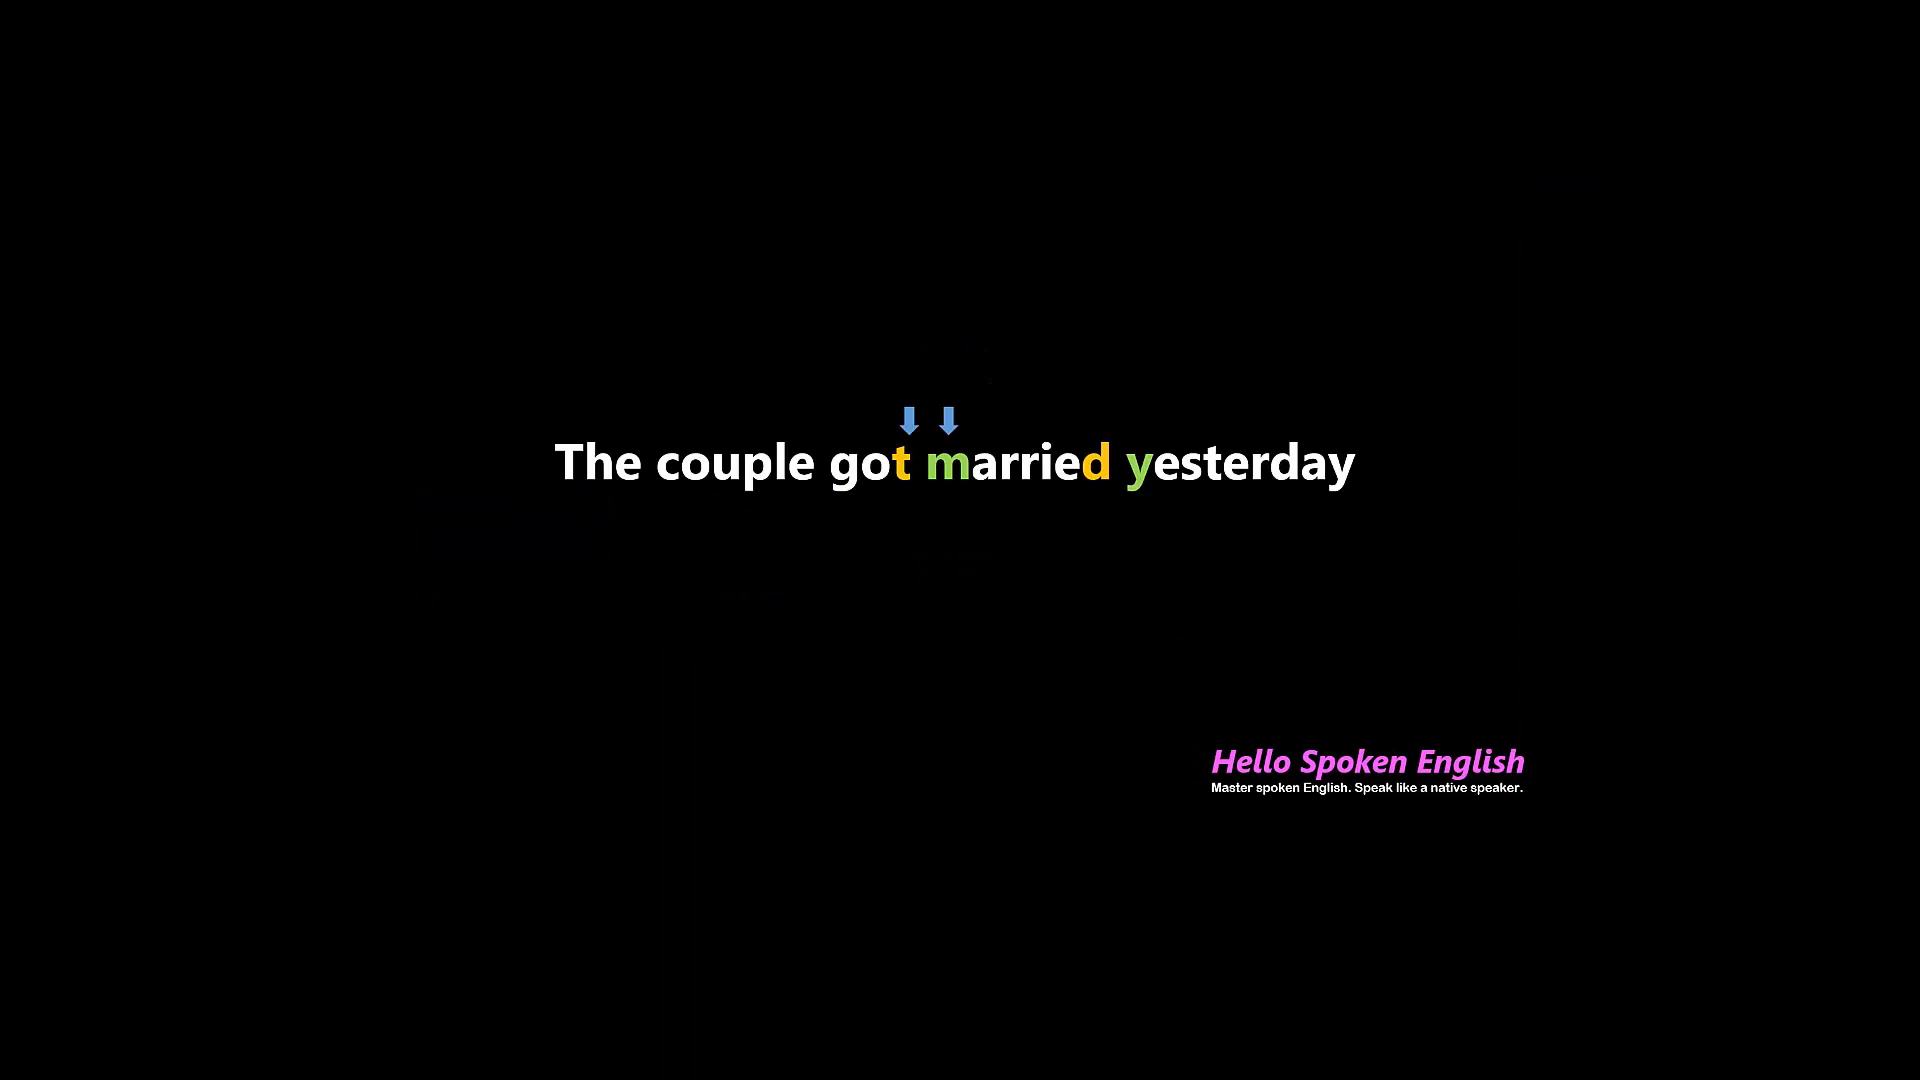 The couple got married yesterday
Hello Spoken English
Master spoken English. Speak like a native speaker.